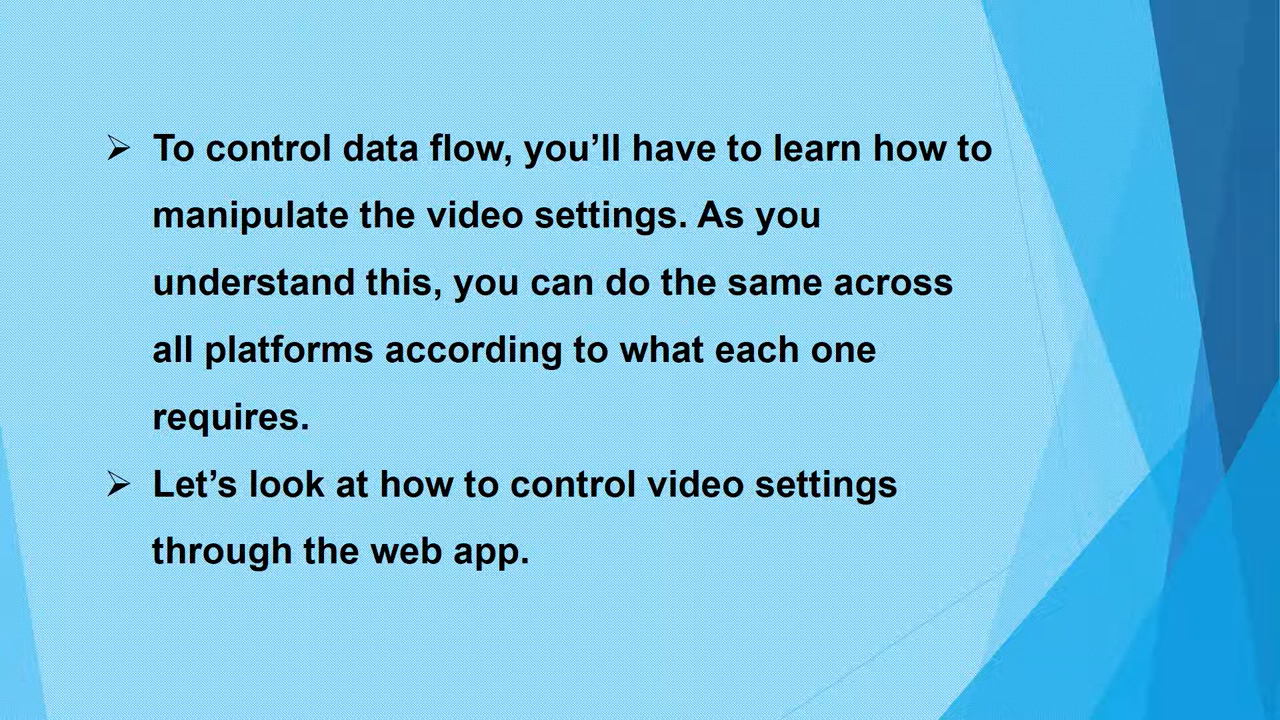 ➢ To control data flow, you’ll have to learn how to
manipulate the video settings. As you
understand this, you can do the same across
all platforms according to what each one
requires.
➢ Let’s look at how to control video settings
through the web app.